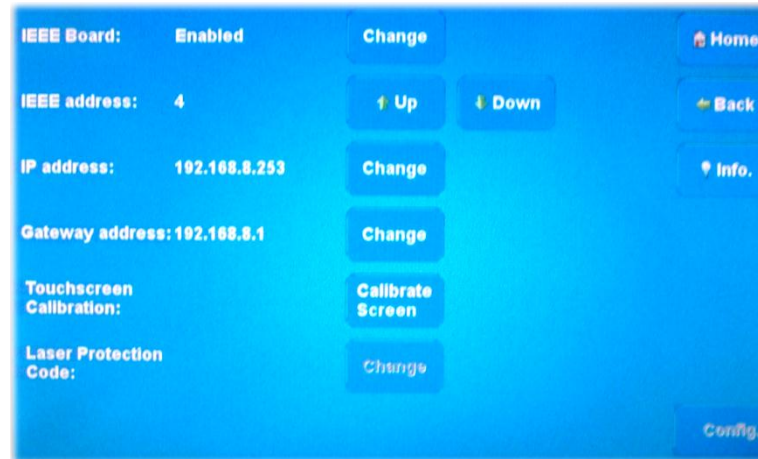 IEEE Board: Enabled Change Home
IEEE address: 4 Up Down Back
IP address: 192.168.8.253 Change Info.
Gateway address: 192.168.8.1 Change
Touchscreen
Calibration:
Calibrate
Screen
Laser Protection
Code:
Change
Config.